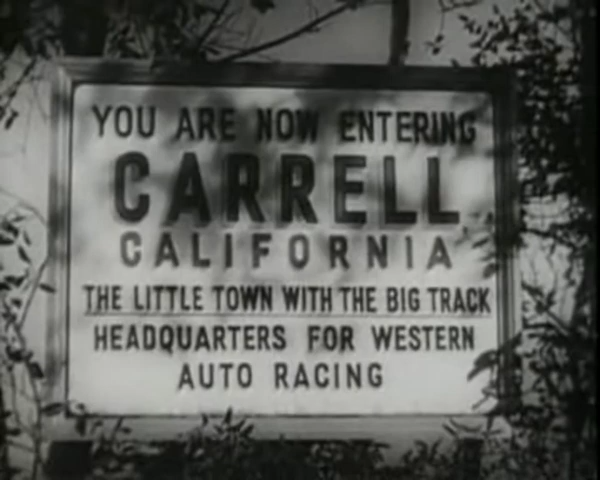 YOU ARE NOW ENTERING
CARRELL
CALIFORNIA
THE LITTLE TOWN WITH THE BIG TRACK
HEADQUARTERS FOR WESTERN
AUTO RACING